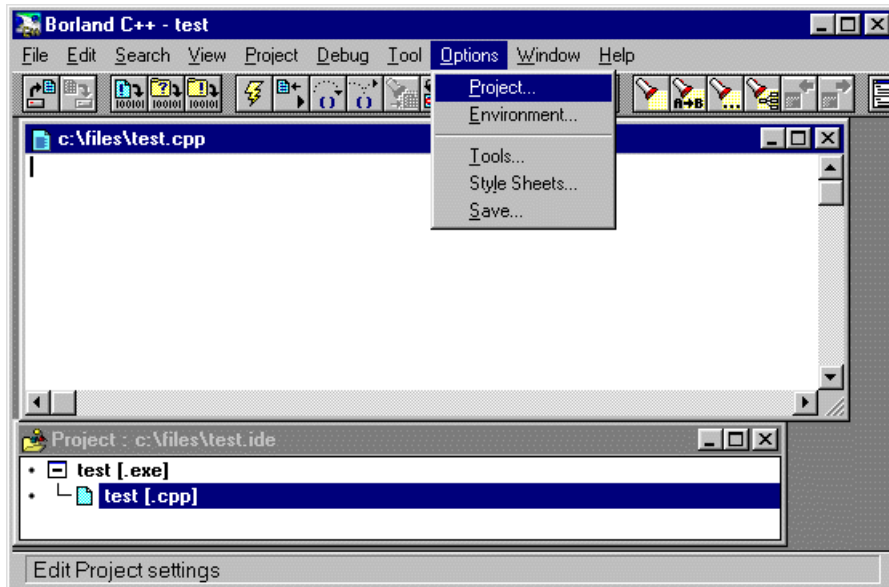 Borland C++ - test
File Edit Search View Project Debug Tool Options Window Help
Project...
Environment...
Tools...
Style Sheets...
Save...
c:\files\test.cpp
Project : c:\files\test.ide
test [.exe]
test [.cpp]
Edit Project settings